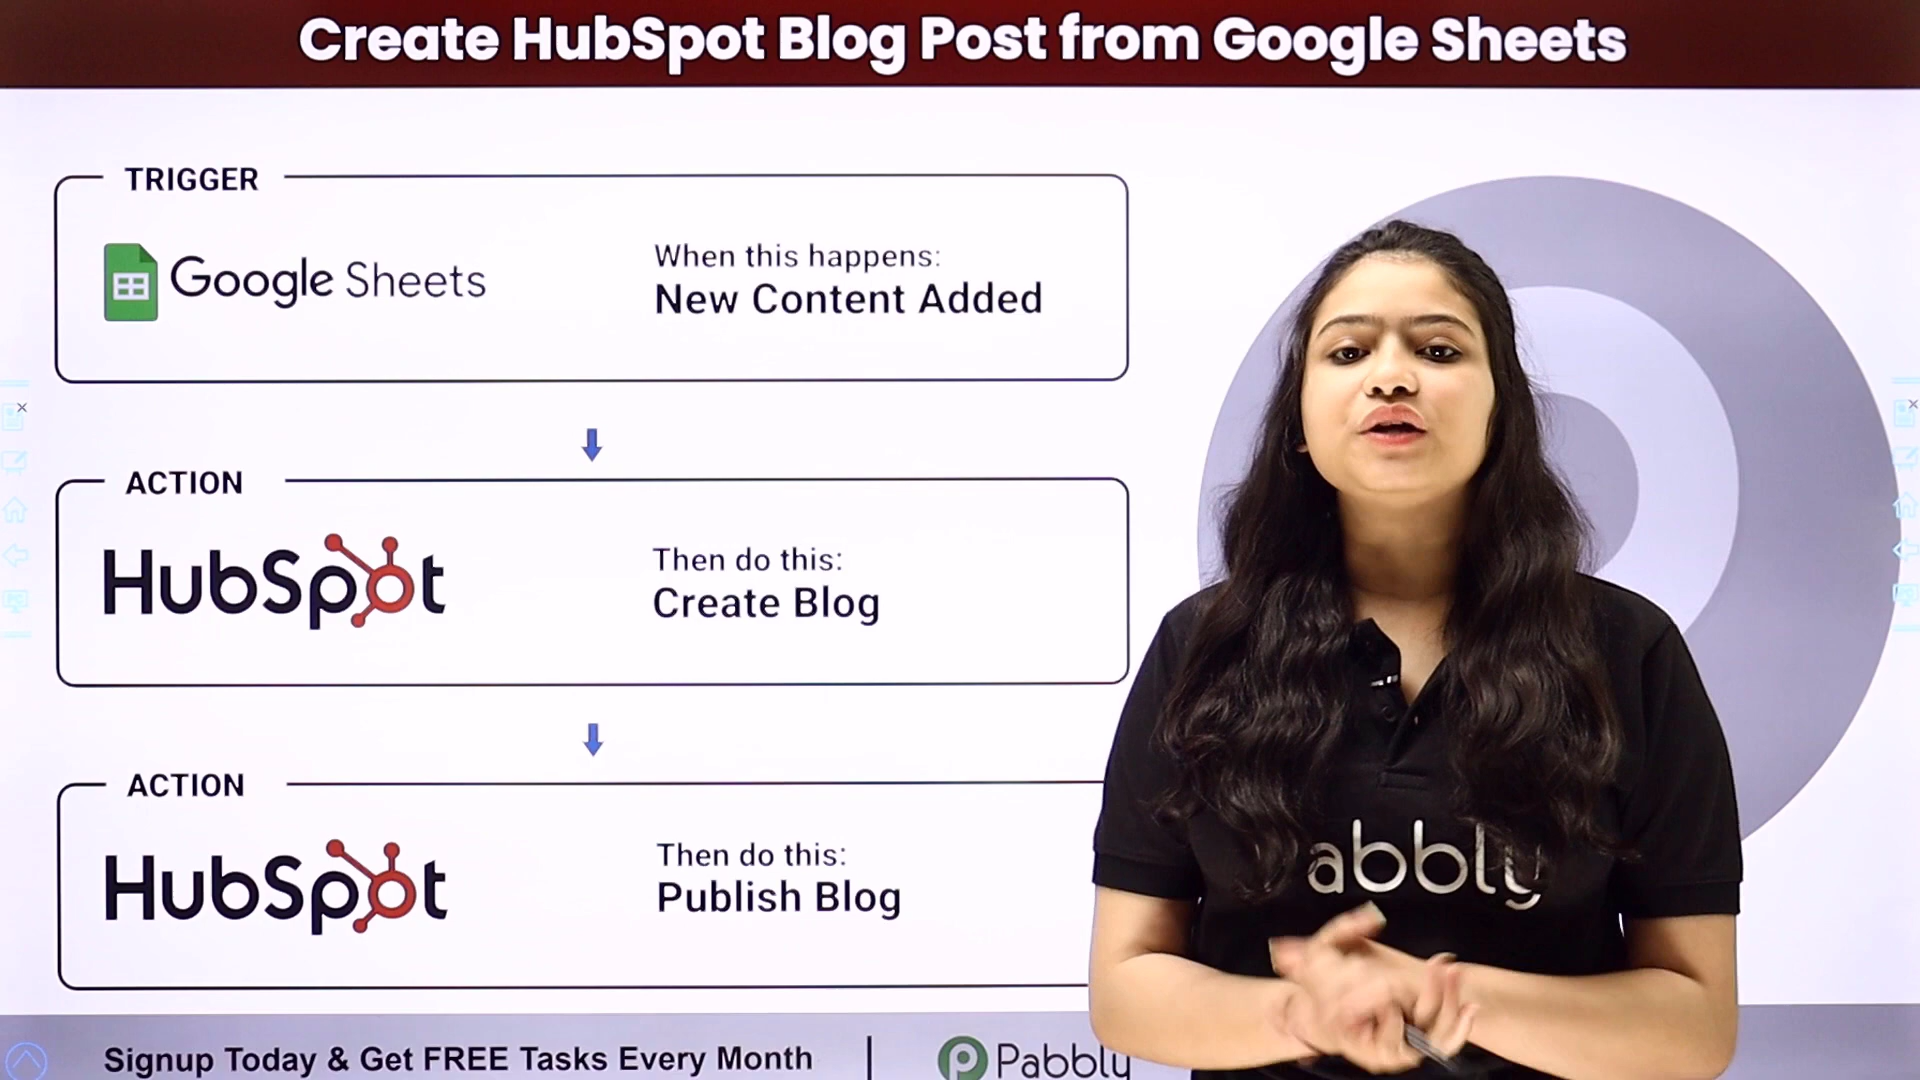 Create HubSpot Blog Post from Google Sheets
TRIGGER
Google Sheets
When this happens:
New Content Added
ACTION
HubSpot
Then do this:
Create Blog
ACTION
HubSpot
Then do this:
Publish Blog
abbly
Signup Today & Get FREE Tasks Every Month
Pabbly